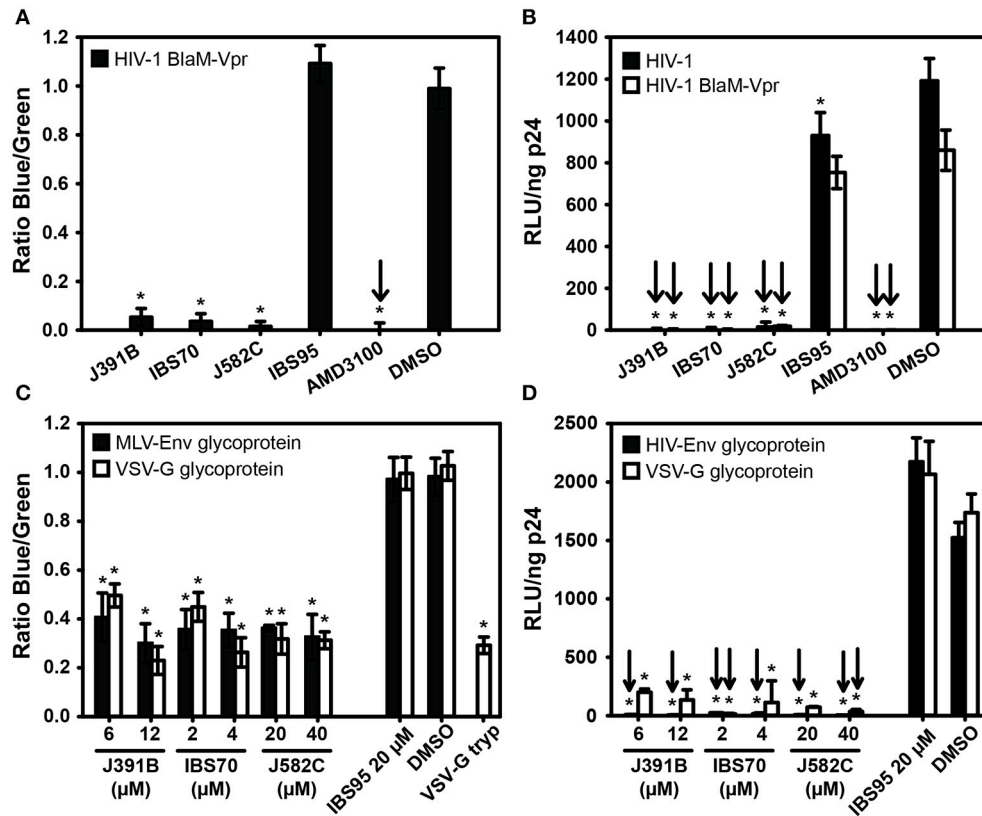 A
Ratio Blue/Green
1.2
1.0
0.8
0.6
0.4
0.2
0.0
HIV-1 BlaM-Vpr
* * * *
J391B
IBS70
J582C
IBS95
AMD3100
DMSO
B
RLU/ng p24
1400
1200
1000
800
600
400
200
0
HIV-1
HIV-1 BlaM-Vpr
*
* * * * * * * *
J391B
IBS70
J582C
IBS95
AMD3100
DMSO
C
Ratio Blue/Green
1.2
1.0
0.8
0.6
0.4
0.2
0.0
MLV-Env glycoprotein
VSV-G glycoprotein
* * * * * * * * * * * * *
6 12 2 4 20 40
J391B IBS70 J582C
(µM) (µM) (µM)
IBS95 20 µM
DMSO
VSV-G tryp
D
RLU/ng p24
2500
2000
1500
1000
500
0
HIV-Env glycoprotein
VSV-G glycoprotein
* * * * * * * * * * * *
6 12 2 4 20 40
J391B IBS70 J582C
(µM) (µM) (µM)
IBS95 20 µM
DMSO